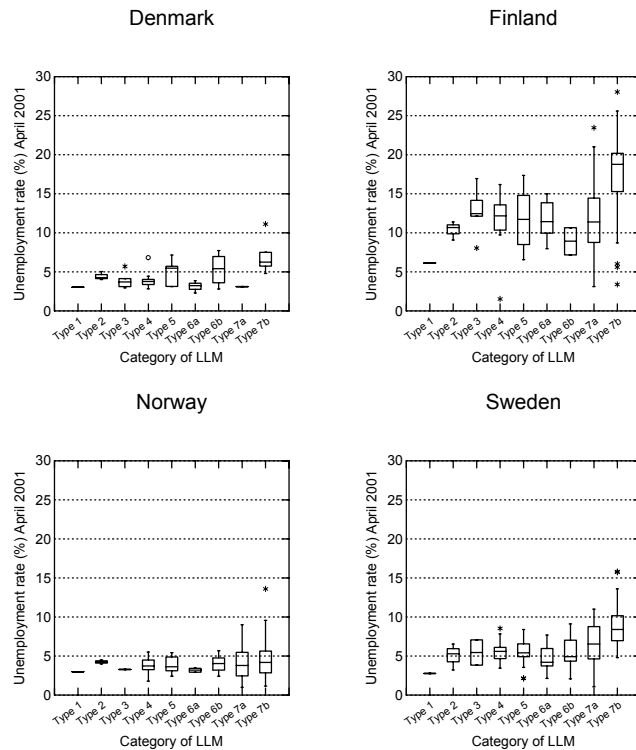 Denmark
Finland
Unemployment rate (%) April 2001
30
25
20
15
10
5
0
Type 1
Type 2
Type 3
Type 4
Type 5
Type 6a
Type 6b
Type 7a
Type 7b
Category of LLM
Unemployment rate (%) April 2001
30
25
20
15
10
5
0
Type 1
Type 2
Type 3
Type 4
Type 5
Type 6a
Type 6b
Type 7a
Type 7b
Category of LLM
Norway
Sweden
Unemployment rate (%) April 2001
30
25
20
15
10
5
0
Type 1
Type 2
Type 3
Type 4
Type 5
Type 6a
Type 6b
Type 7a
Type 7b
Category of LLM
Unemployment rate (%) April 2001
30
25
20
15
10
5
0
Type 1
Type 2
Type 3
Type 4
Type 5
Type 6a
Type 6b
Type 7a
Type 7b
Category of LLM